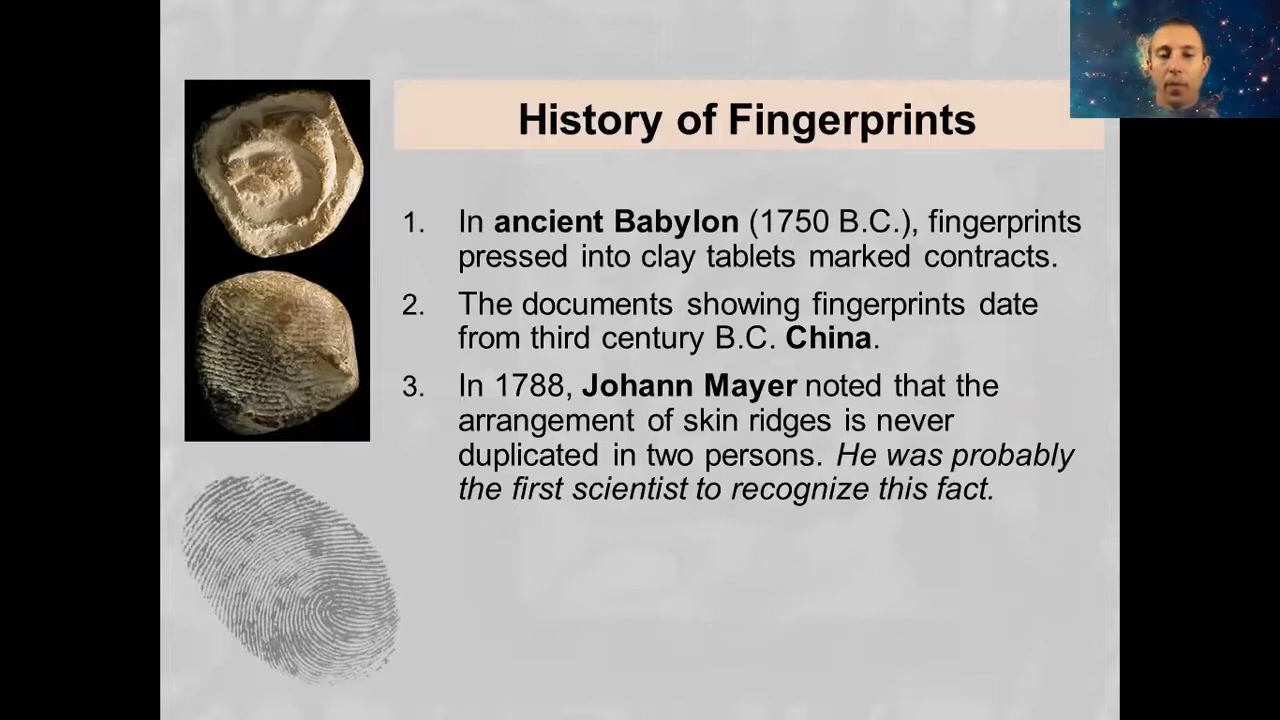 History of Fingerprints
1. In ancient Babylon (1750 B.C.), fingerprints
pressed into clay tablets marked contracts.
2. The documents showing fingerprints date
from third century B.C. China.
3. In 1788, Johann Mayer noted that the
arrangement of skin ridges is never
duplicated in two persons. He was probably
the first scientist to recognize this fact.